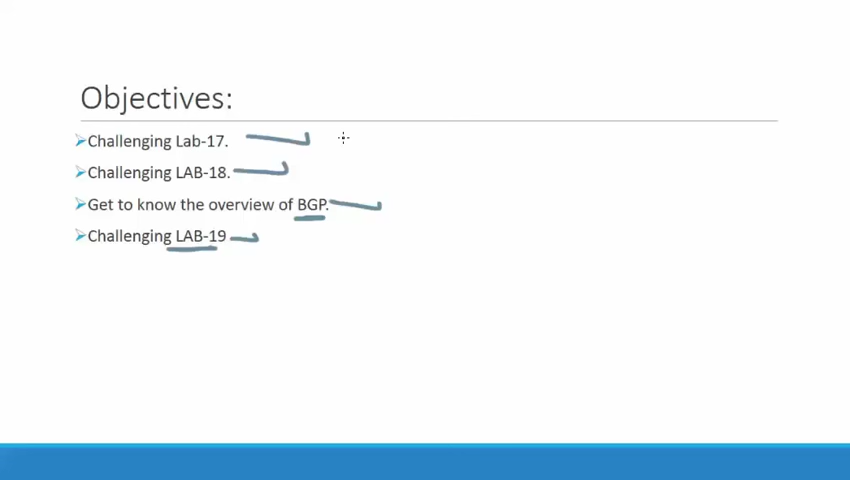 Objectives:
Challenging Lab-17.
Challenging LAB-18.
Get to know the overview of BGP.
Challenging LAB-19